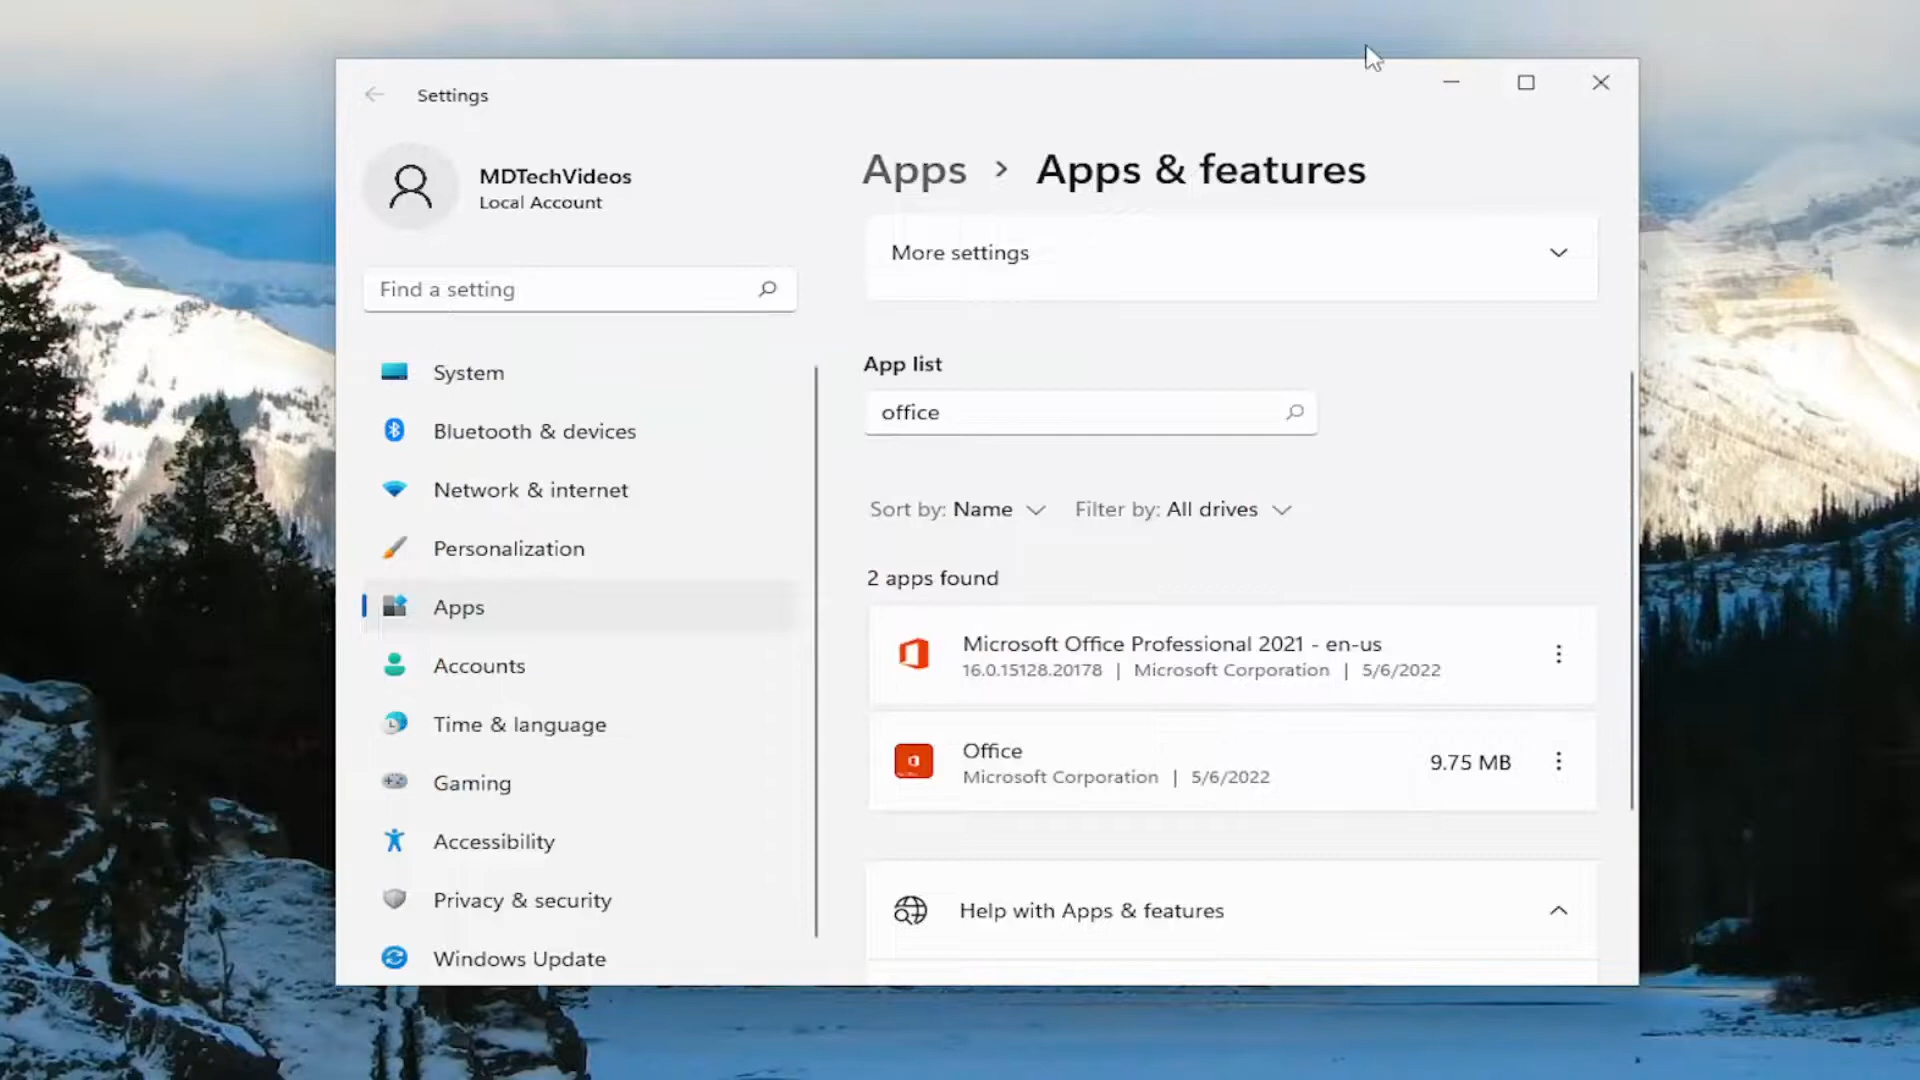 Settings
MDTechVideos
Local Account
Find a setting
System
Bluetooth & devices
Network & internet
Personalization
Apps
Accounts
Time & language
Gaming
Accessibility
Privacy & security
Windows Update
Apps > Apps & features
More settings
App list
office
Sort by: Name Filter by: All drives
2 apps found
Microsoft Office Professional 2021 - en-us
16.0.15128.20178 | Microsoft Corporation | 5/6/2022
Office
9.75 MB
Microsoft Corporation | 5/6/2022
Help with Apps & features